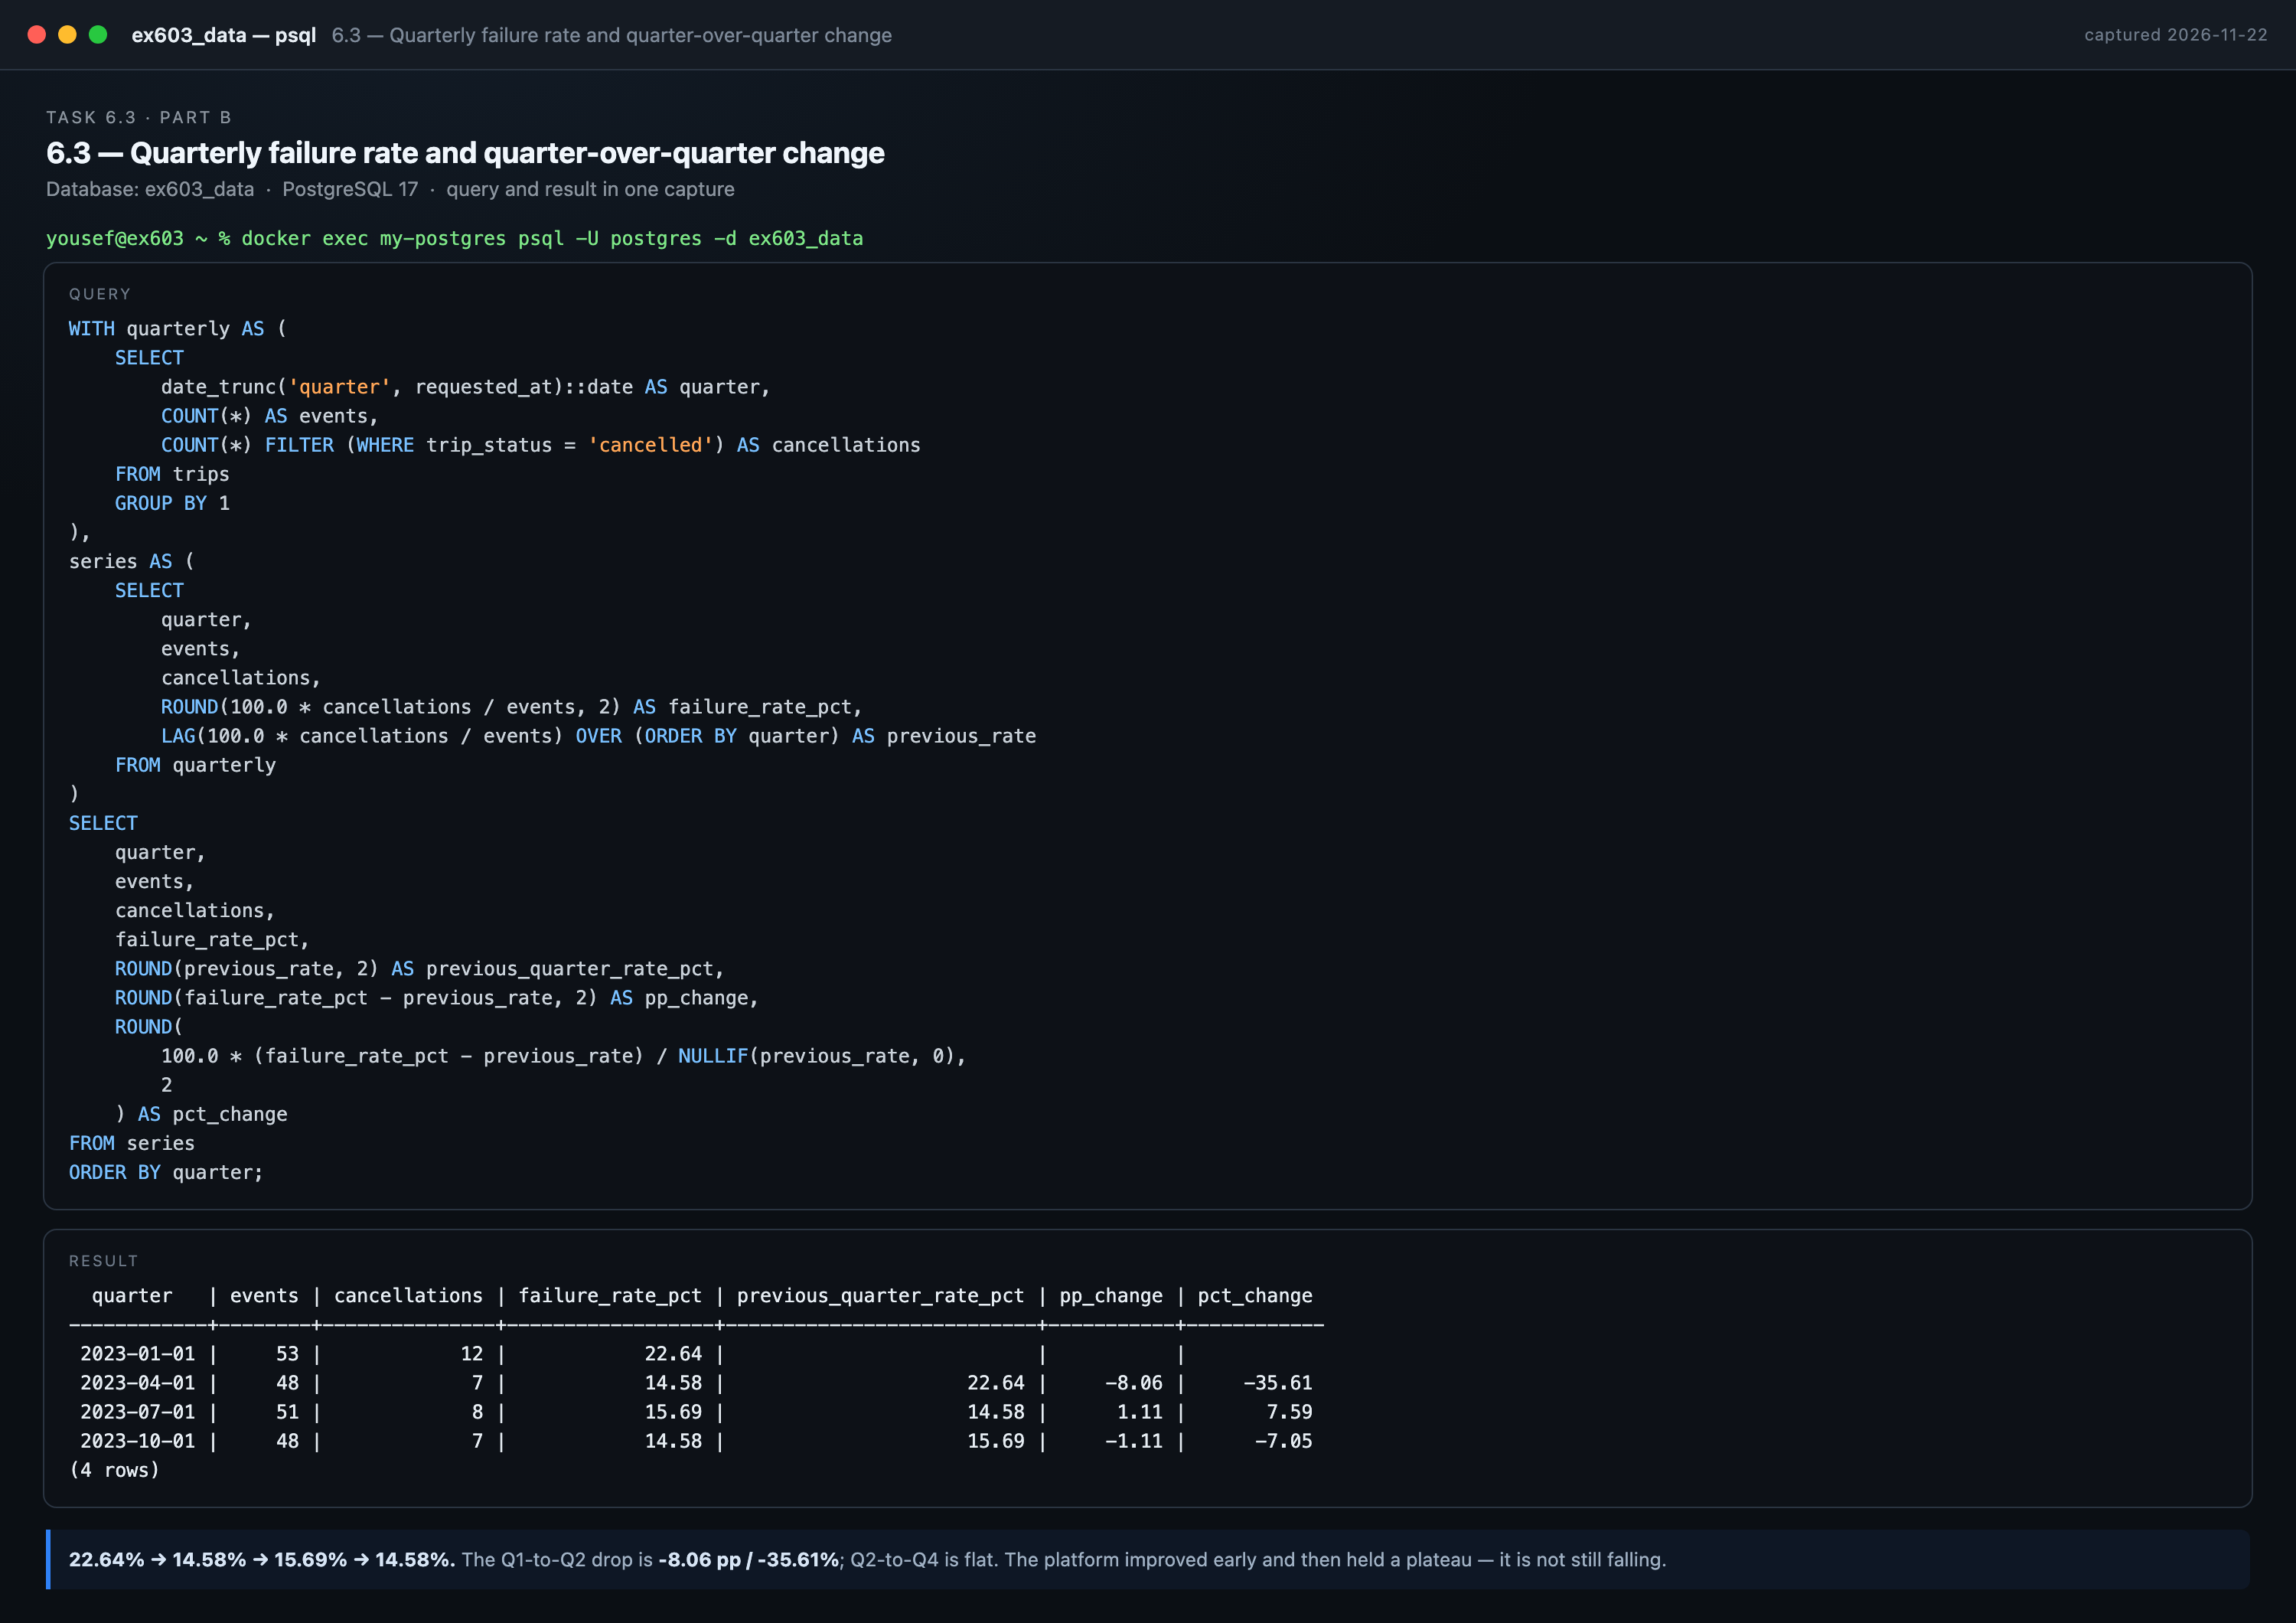 ex603_data — psql 6.3 — Quarterly failure rate and quarter-over-quarter change captured 2026-11-22
TASK 6.3 · PART B
6.3 — Quarterly failure rate and quarter-over-quarter change
Database: ex603_data · PostgreSQL 17 · query and result in one capture
yousef@ex603 ~ % docker exec my-postgres psql -U postgres -d ex603_data
QUERY
WITH quarterly AS (
    SELECT
        date_trunc('quarter', requested_at)::date AS quarter,
        COUNT(*) AS events,
        COUNT(*) FILTER (WHERE trip_status = 'cancelled') AS cancellations
    FROM trips
    GROUP BY 1
),
series AS (
    SELECT
        quarter,
        events,
        cancellations,
        ROUND(100.0 * cancellations / events, 2) AS failure_rate_pct,
        LAG(100.0 * cancellations / events) OVER (ORDER BY quarter) AS previous_rate
    FROM quarterly
)
SELECT
    quarter,
    events,
    cancellations,
    failure_rate_pct,
    ROUND(previous_rate, 2) AS previous_quarter_rate_pct,
    ROUND(failure_rate_pct - previous_rate, 2) AS pp_change,
    ROUND(
        100.0 * (failure_rate_pct - previous_rate) / NULLIF(previous_rate, 0),
        2
    ) AS pct_change
FROM series
ORDER BY quarter;
RESULT
  quarter   | events | cancellations | failure_rate_pct | previous_quarter_rate_pct | pp_change | pct_change
------------+--------+---------------+------------------+---------------------------+-----------+------------
 2023-01-01 |     53 |            12 |            22.64 |                           |           |
 2023-04-01 |     48 |             7 |            14.58 |                     22.64 |     -8.06 |     -35.61
 2023-07-01 |     51 |             8 |            15.69 |                     14.58 |      1.11 |       7.59
 2023-10-01 |     48 |             7 |            14.58 |                     15.69 |     -1.11 |      -7.05
(4 rows)
22.64% → 14.58% → 15.69% → 14.58%. The Q1-to-Q2 drop is -8.06 pp / -35.61%; Q2-to-Q4 is flat. The platform improved early and then held a plateau — it is not still falling.